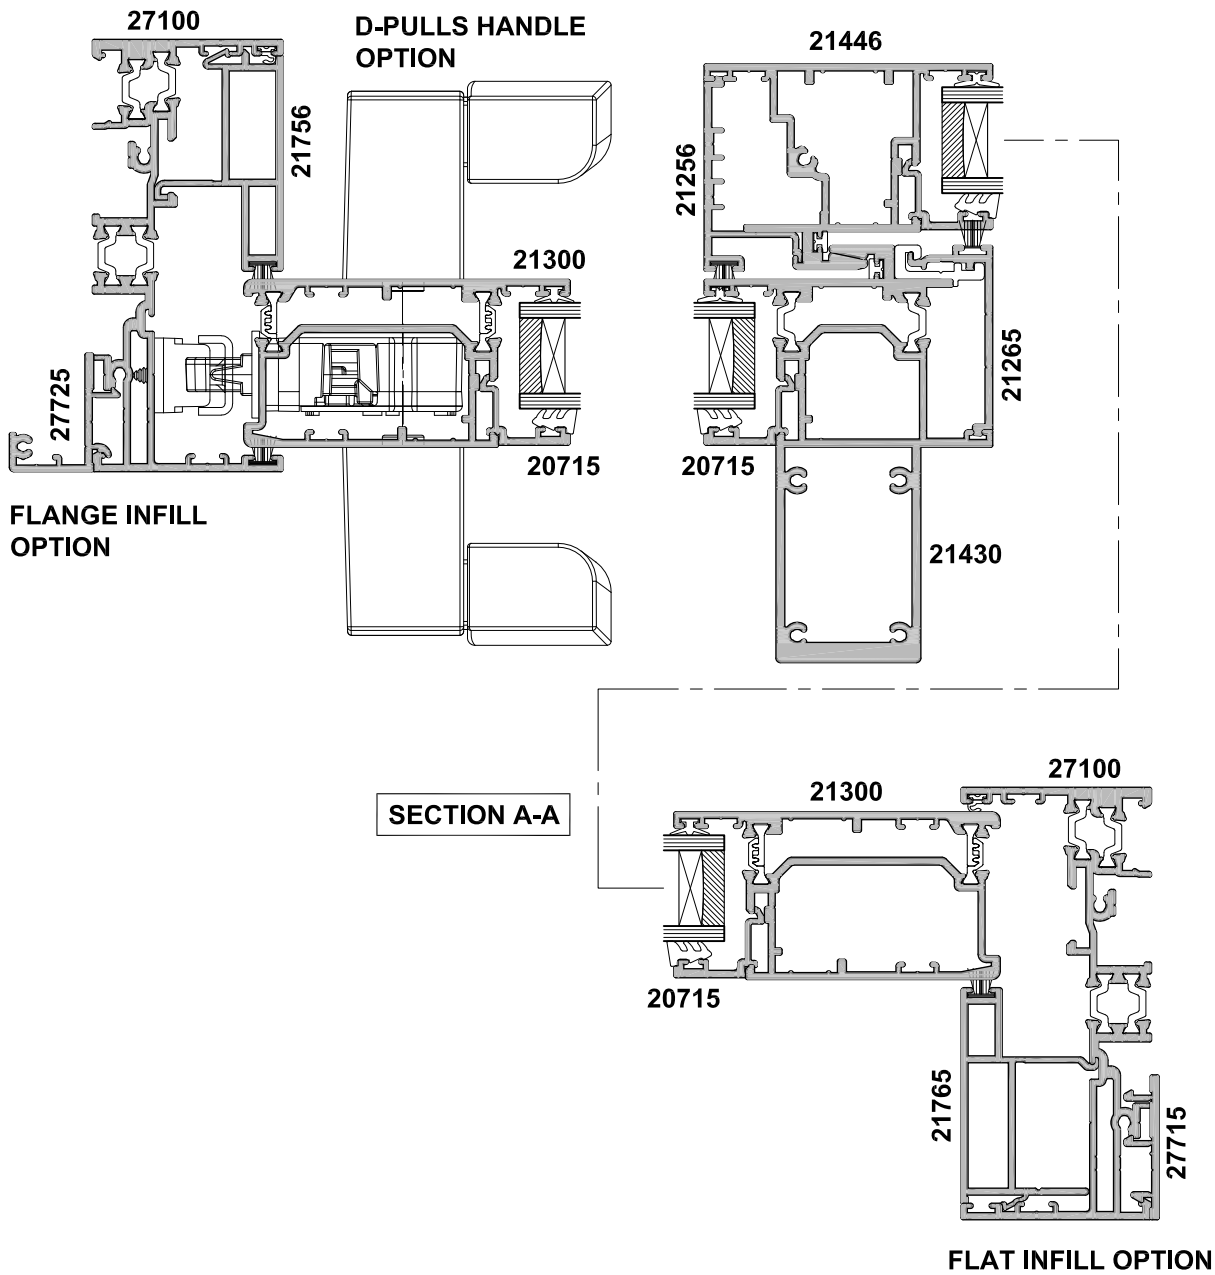 27100
D-PULLS HANDLE
OPTION
21446
21756
21256
21300
27725
21265
20715
20715
FLANGE INFILL
OPTION
21430
27100
21300
SECTION A-A
20715
21765
27715
FLAT INFILL OPTION